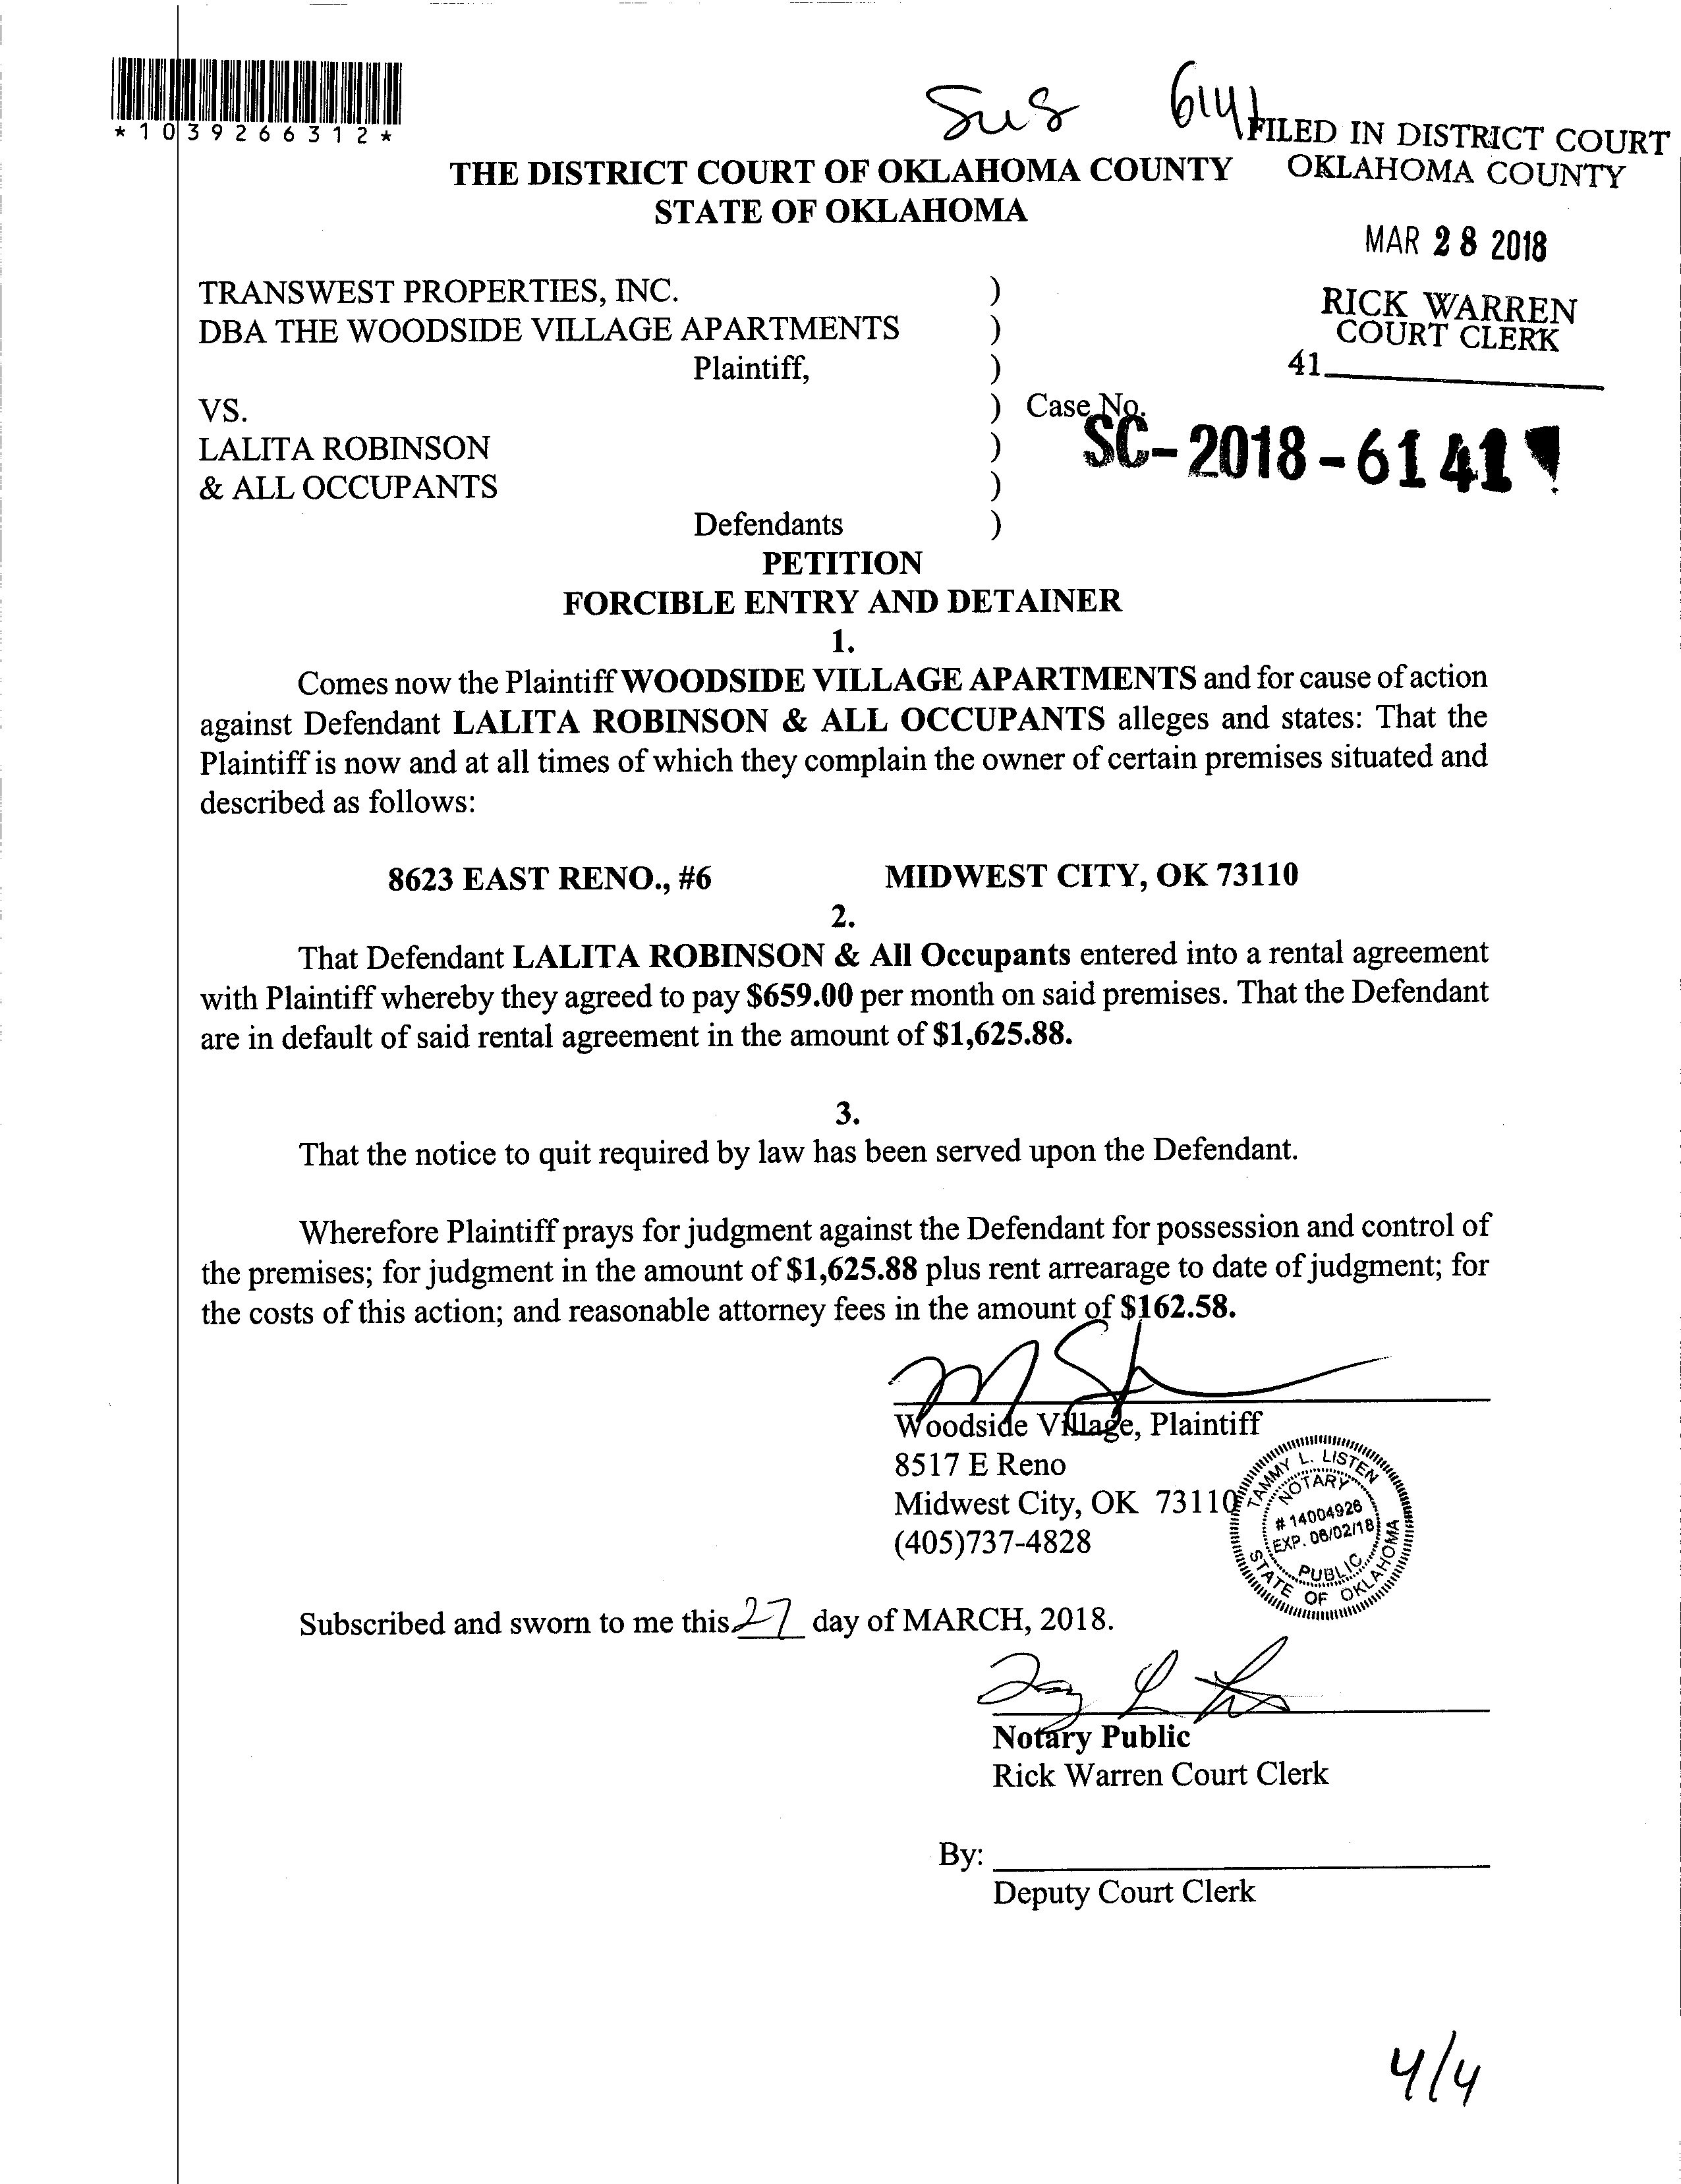 *1039266312*
SuS 6141
FILED IN DISTRICT COURT
OKLAHOMA COUNTY
THE DISTRICT COURT OF OKLAHOMA COUNTY
STATE OF OKLAHOMA
MAR 28 2018
RICK WARREN
COURT CLERK
41
TRANSWEST PROPERTIES, INC. )
DBA THE WOODSIDE VILLAGE APARTMENTS )
Plaintiff, )
VS. ) Case No.
SC-2018-6141
LALITA ROBINSON )
& ALL OCCUPANTS )
Defendants )
PETITION
FORCIBLE ENTRY AND DETAINER
1.
Comes now the Plaintiff WOODSIDE VILLAGE APARTMENTS and for cause of action
against Defendant LALITA ROBINSON & ALL OCCUPANTS alleges and states: That the
Plaintiff is now and at all times of which they complain the owner of certain premises situated and
described as follows:
8623 EAST RENO., #6 MIDWEST CITY, OK 73110
2.
That Defendant LALITA ROBINSON & All Occupants entered into a rental agreement
with Plaintiff whereby they agreed to pay $659.00 per month on said premises. That the Defendant
are in default of said rental agreement in the amount of $1,625.88.
3.
That the notice to quit required by law has been served upon the Defendant.
Wherefore Plaintiff prays for judgment against the Defendant for possession and control of
the premises; for judgment in the amount of $1,625.88 plus rent arrearage to date of judgment; for
the costs of this action; and reasonable attorney fees in the amount of $162.58.
Woodside Village, Plaintiff
8517 E Reno
Midwest City, OK 73110
(405)737-4828
TAMMY L. LISTEN
NOTARY
# 14004926
EXP. 06/02/18
PUBLIC
STATE OF OKLAHOMA
Subscribed and sworn to me this 27 day of MARCH, 2018.
Notary Public
Rick Warren Court Clerk
By:
Deputy Court Clerk
4/4